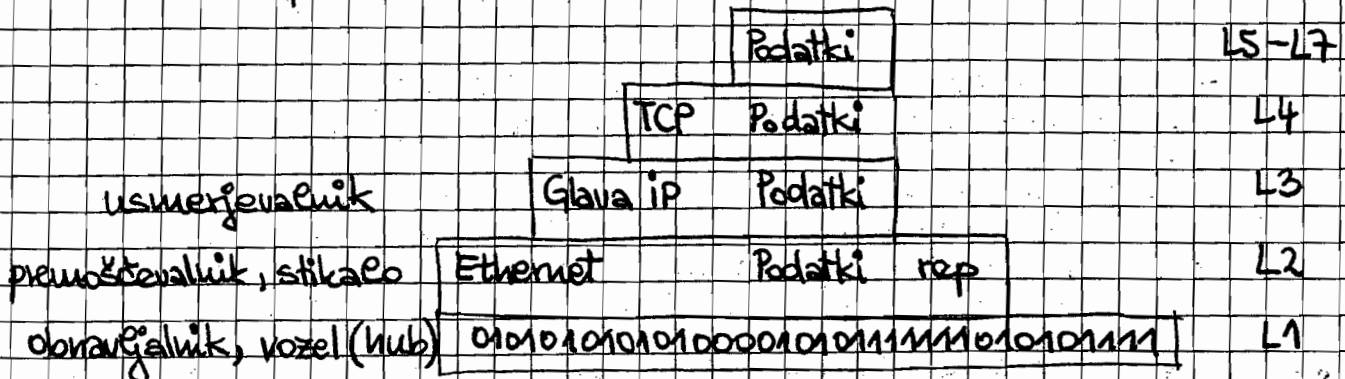 Podatki L5-L7
TCP Podatki L4
usmerjevalnik Glava iP Podatki L3
premoščevalnik, stikalo Ethernet Podatki rep L2
obnavljalnik, vozel (hub) 0101010101010000101011111101010101111 L1